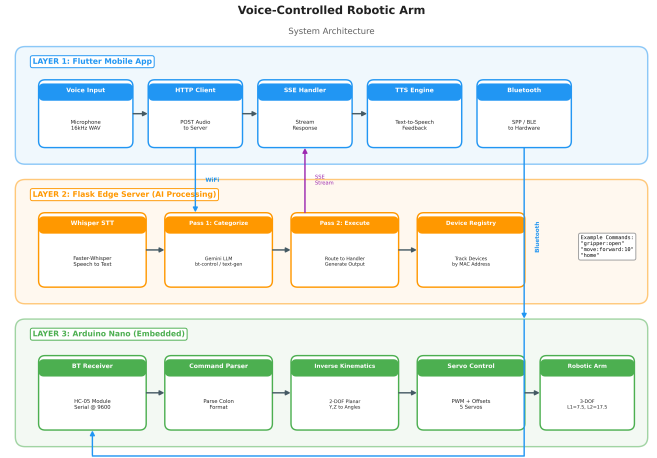 Voice-Controlled Robotic Arm
System Architecture
LAYER 1: Flutter Mobile App
Voice Input
Microphone
16kHz WAV
HTTP Client
POST Audio
to Server
SSE Handler
Stream
Response
TTS Engine
Text-to-Speech
Feedback
Bluetooth
SPP / BLE
to Hardware
WiFi
SSE
Stream
LAYER 2: Flask Edge Server (AI Processing)
Whisper STT
Faster-Whisper
Speech to Text
Pass 1: Categorize
Gemini LLM
bt-control / text-gen
Pass 2: Execute
Route to Handler
Generate Output
Device Registry
Track Devices
by MAC Address
Bluetooth
Example Commands:
"gripper:open"
"move:forward:10"
"home"
LAYER 3: Arduino Nano (Embedded)
BT Receiver
HC-05 Module
Serial @ 9600
Command Parser
Parse Colon
Format
Inverse Kinematics
2-DOF Planar
Y,Z to Angles
Servo Control
PWM + Offsets
5 Servos
Robotic Arm
3-DOF
L1=7.5, L2=17.5